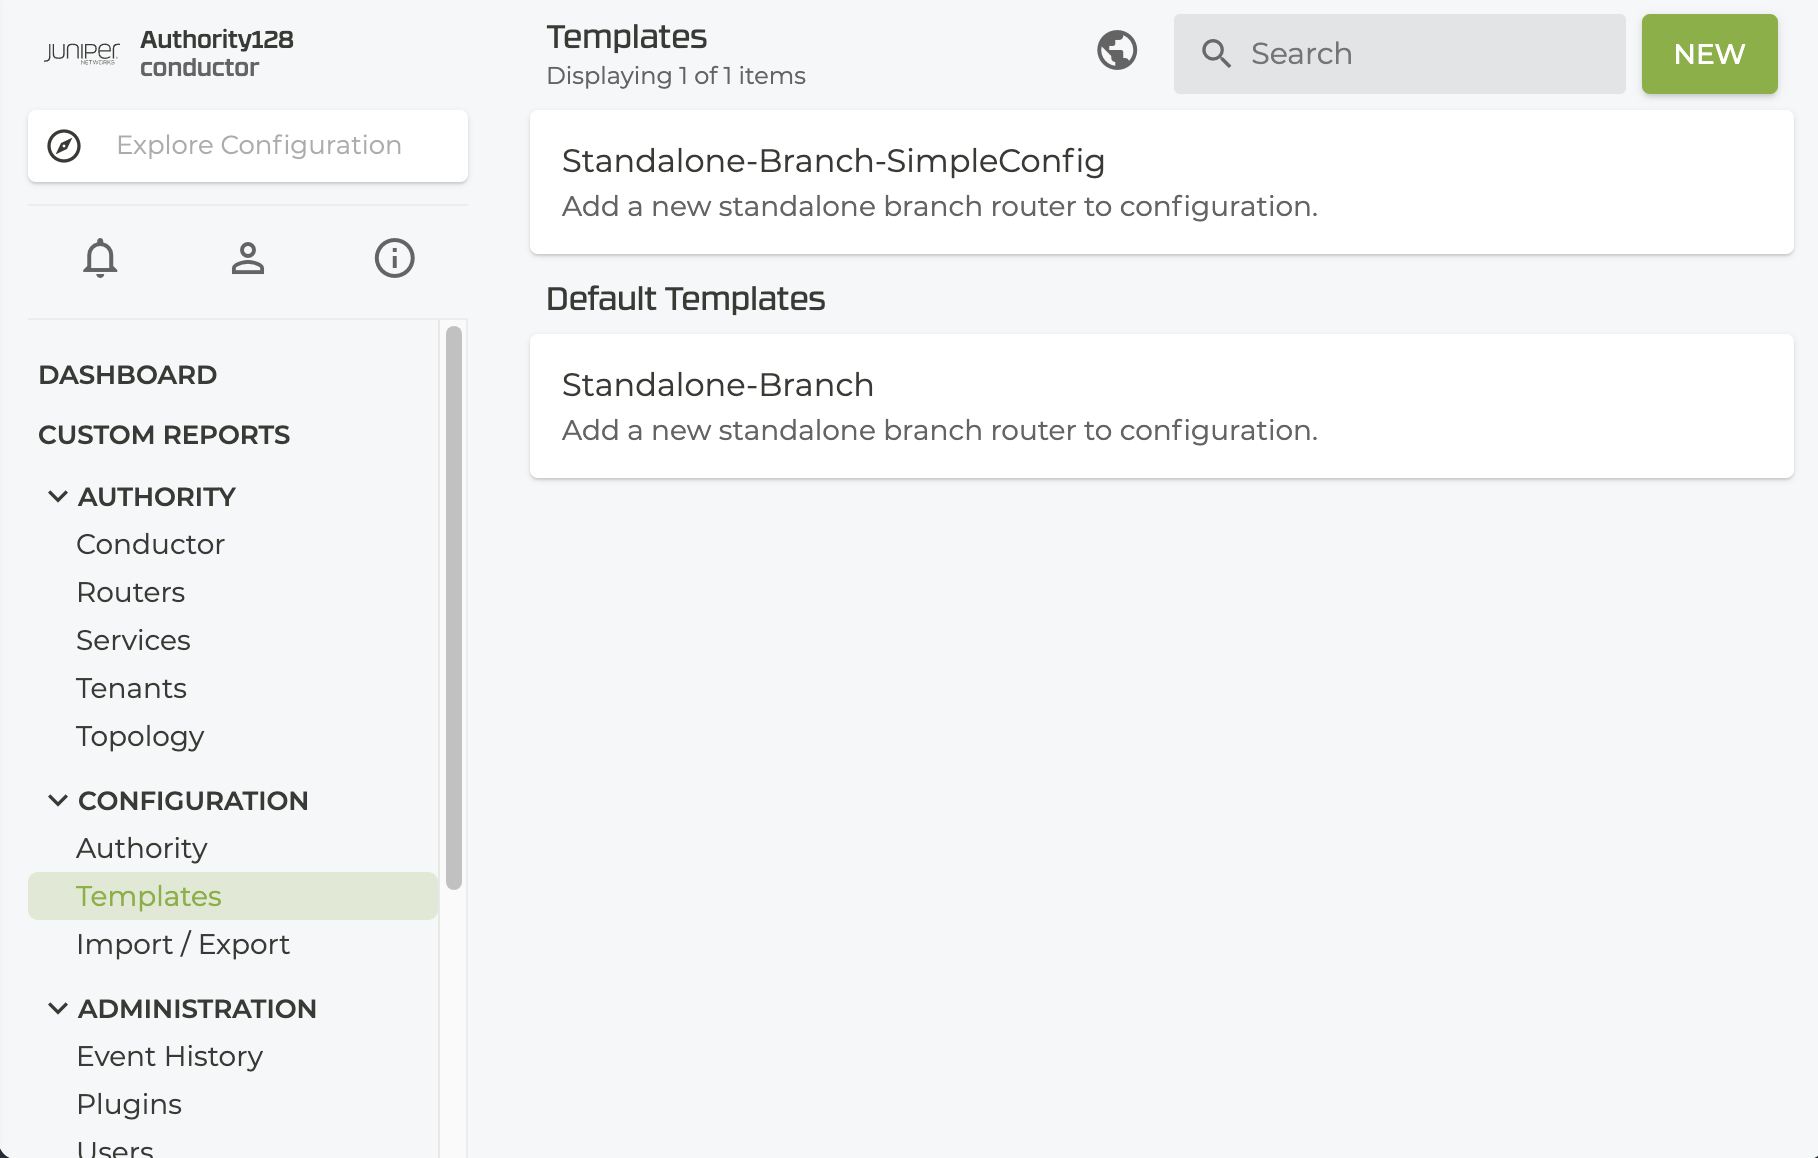 JUNIPER
NETWORKS
Authority128
conductor
Explore Configuration
DASHBOARD
CUSTOM REPORTS
AUTHORITY
Conductor
Routers
Services
Tenants
Topology
CONFIGURATION
Authority
Templates
Import / Export
ADMINISTRATION
Event History
Plugins
Users
Templates
Displaying 1 of 1 items
Search
NEW
Standalone-Branch-SimpleConfig
Add a new standalone branch router to configuration.
Default Templates
Standalone-Branch
Add a new standalone branch router to configuration.